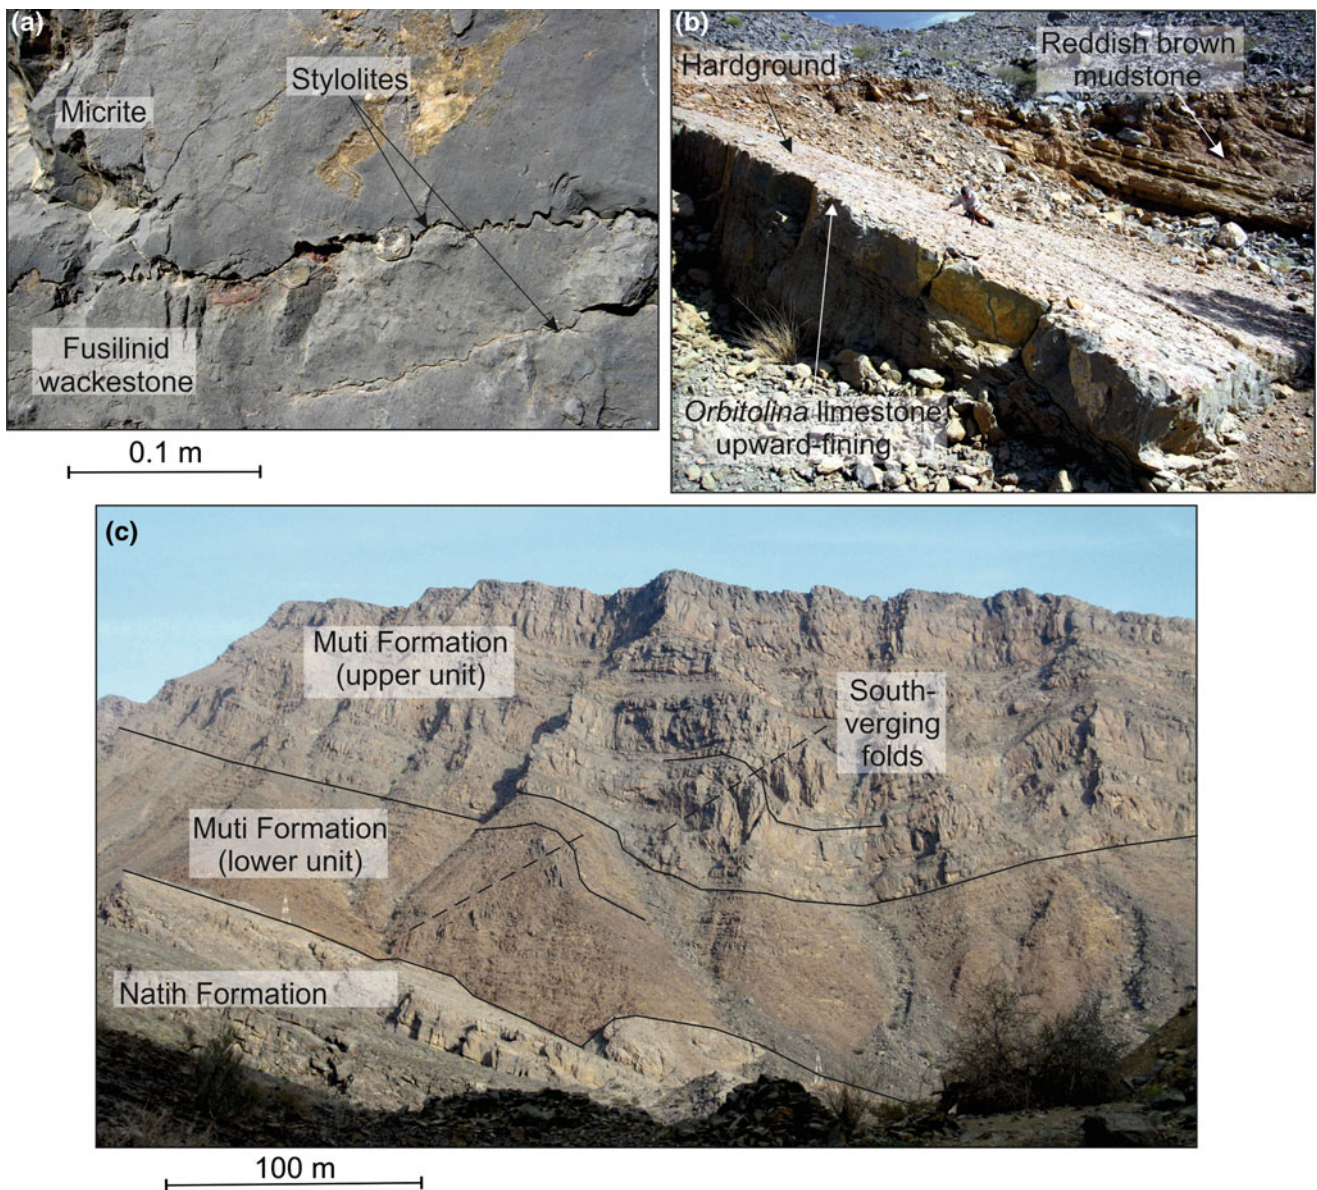 (a)
Micrite
Stylolites
Fusilinid
wackestone
0.1 m
(b)
Hardground
Reddish brown
mudstone
Orbitolina limestone
upward-fining
(c)
Muti Formation
(upper unit)
South-
verging
folds
Muti Formation
(lower unit)
Natih Formation
100 m